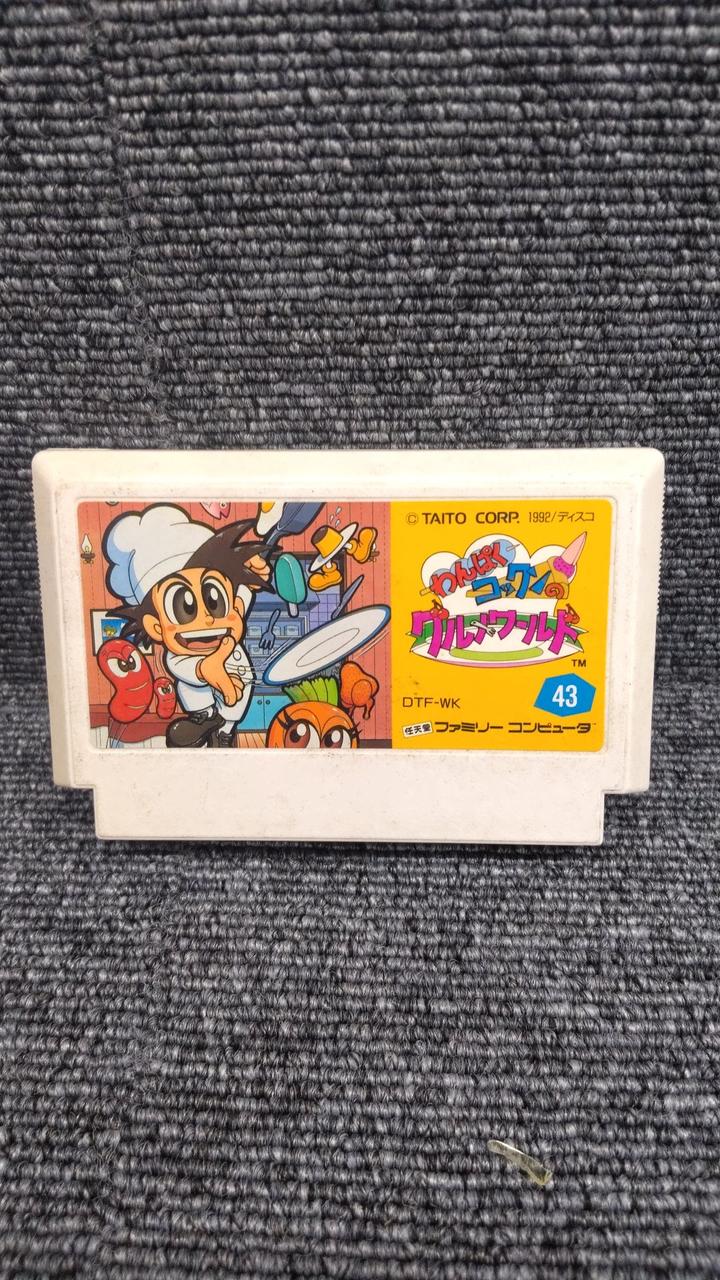 © TAITO CORP. 1992/ディスコ
わんぱく
コックンの
グルメワールド
TM
DTF-WK
43
任天堂 ファミリー コンピュータ